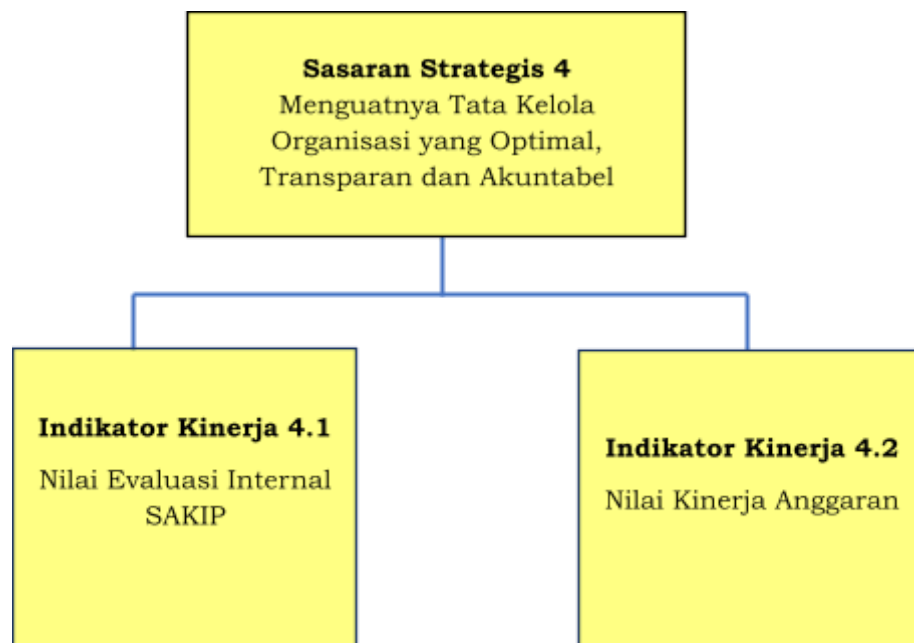 Sasaran Strategis 4
Menguatnya Tata Kelola
Organisasi yang Optimal,
Transparan dan Akuntabel
Indikator Kinerja 4.1
Nilai Evaluasi Internal
SAKIP
Indikator Kinerja 4.2
Nilai Kinerja Anggaran